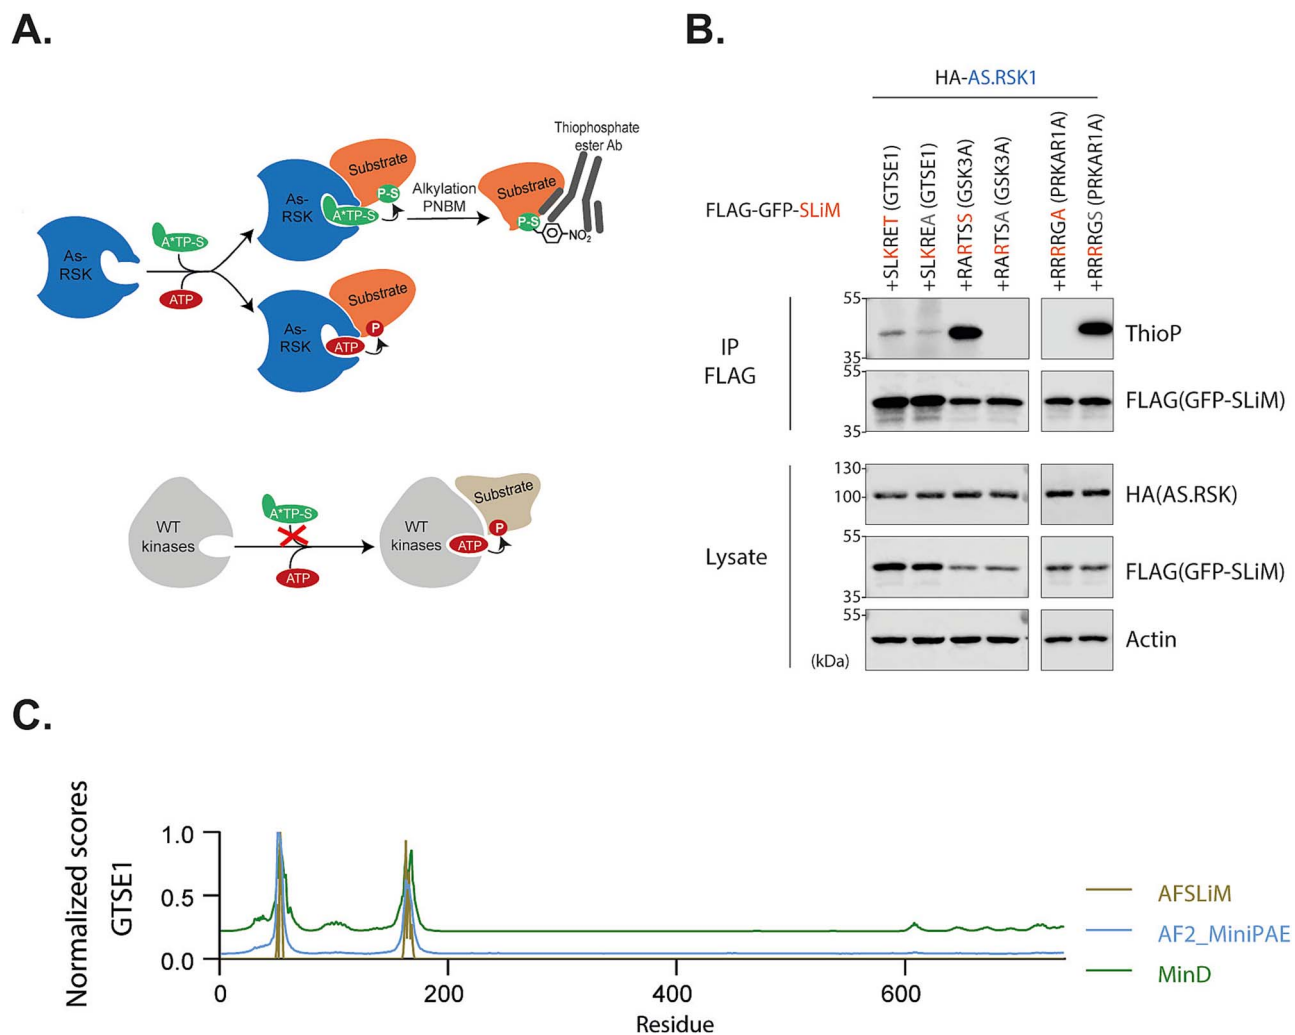 A.
As-
RSK
A*TP-S
ATP
As-
RSK
A*TP-S
Substrate
P-S
Alkylation
PNBM
Thiophosphate
ester Ab
Substrate
P-S
NO2
As-
RSK
ATP
Substrate
P
WT
kinases
A*TP-S
ATP
WT
kinases
ATP
Substrate
P
B.
HA-AS.RSK1
FLAG-GFP-SLiM
+SLKRET (GTSE1)
+SLKREA (GTSE1)
+RARTSS (GSK3A)
+RARTSA (GSK3A)
+RRRRGA (PRKAR1A)
+RRRRGS (PRKAR1A)
IP
FLAG
55
35
ThioP
55
35
FLAG(GFP-SLiM)
Lysate
130
100
HA(AS.RSK)
55
35
FLAG(GFP-SLiM)
55
Actin
(kDa)
C.
Normalized scores
GTSE1
1.0
0.5
0.0
0
200
400
600
Residue
AFSLiM
AF2_MiniPAE
MinD